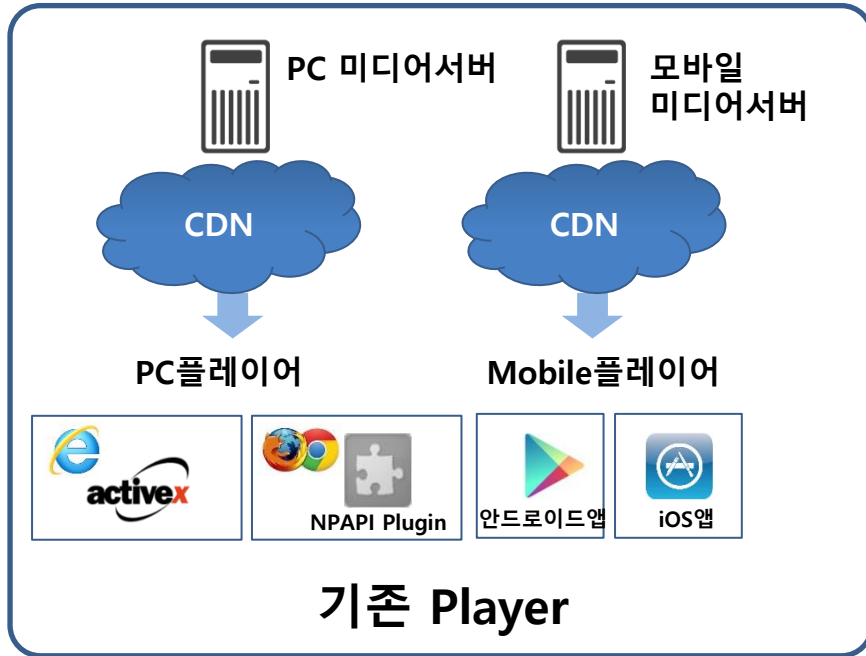 PC 미디어서버
모바일
미디어서버
CDN
CDN
PC플레이어
Mobile플레이어
activex
NPAPI Plugin
안드로이드앱
iOS앱
기존 Player